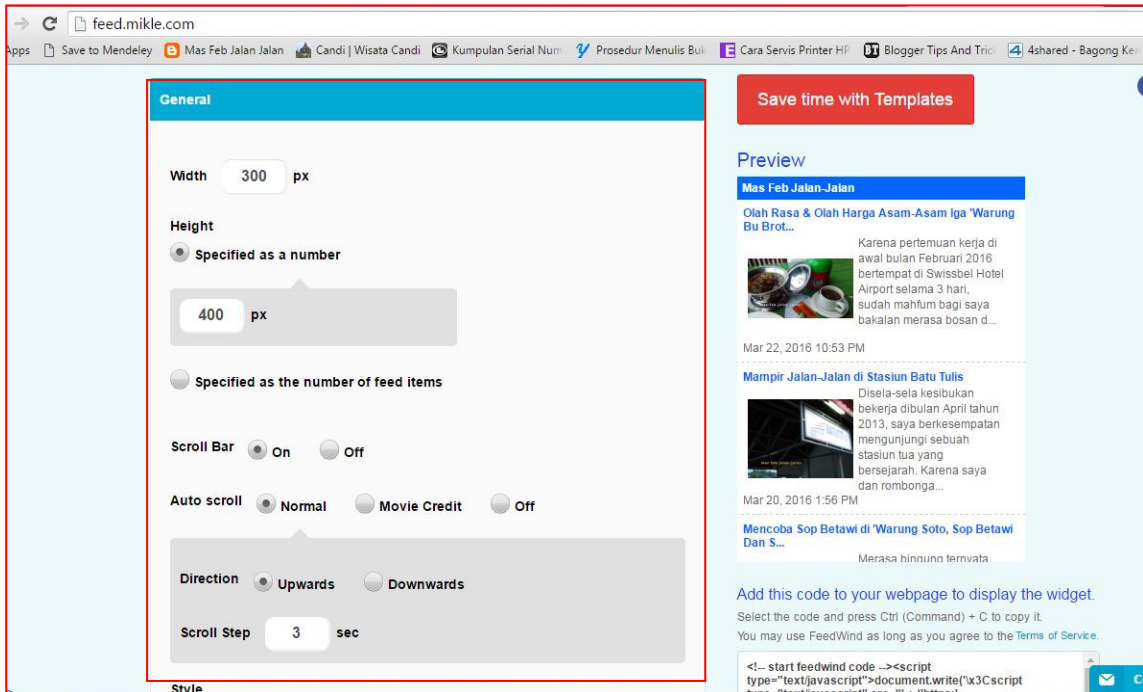 feed.mikle.com
Apps Save to Mendeley Mas Feb Jalan Jalan Candi | Wisata Candi Kumpulan Serial Num Prosedur Menulis Buk Cara Servis Printer HP Blogger Tips And Tric 4shared - Bagong Ken
General
Width 300 px
Height
Specified as a number
400 px
Specified as the number of feed items
Scroll Bar On Off
Auto scroll Normal Movie Credit Off
Direction Upwards Downwards
Scroll Step 3 sec
Style
Save time with Templates
Preview
Mas Feb Jalan-Jalan
Olah Rasa & Olah Harga Asam-Asam Iga 'Warung
Bu Brot...
Karena pertemuan kerja di
awal bulan Februari 2016
bertempat di Swissbel Hotel
Airport selama 3 hari,
sudah mahfum bagi saya
bakalan merasa bosan d...
Mar 22, 2016 10:53 PM
Mampir Jalan-Jalan di Stasiun Batu Tulis
Disela-sela kesibukan
bekerja dibulan April tahun
2013, saya berkesempatan
mengunjungi sebuah
stasiun tua yang
bersejarah. Karena saya
dan rombonga...
Mar 20, 2016 1:56 PM
Mencoba Sop Betawi di 'Warung Soto, Sop Betawi
Dan S...
Merasa bingung ternyata
Add this code to your webpage to display the widget.
Select the code and press Ctrl (Command) + C to copy it.
You may use FeedWind as long as you agree to the Terms of Service.
<!-- start feedwind code --><script
type="text/javascript">document.write('\x3Cscript